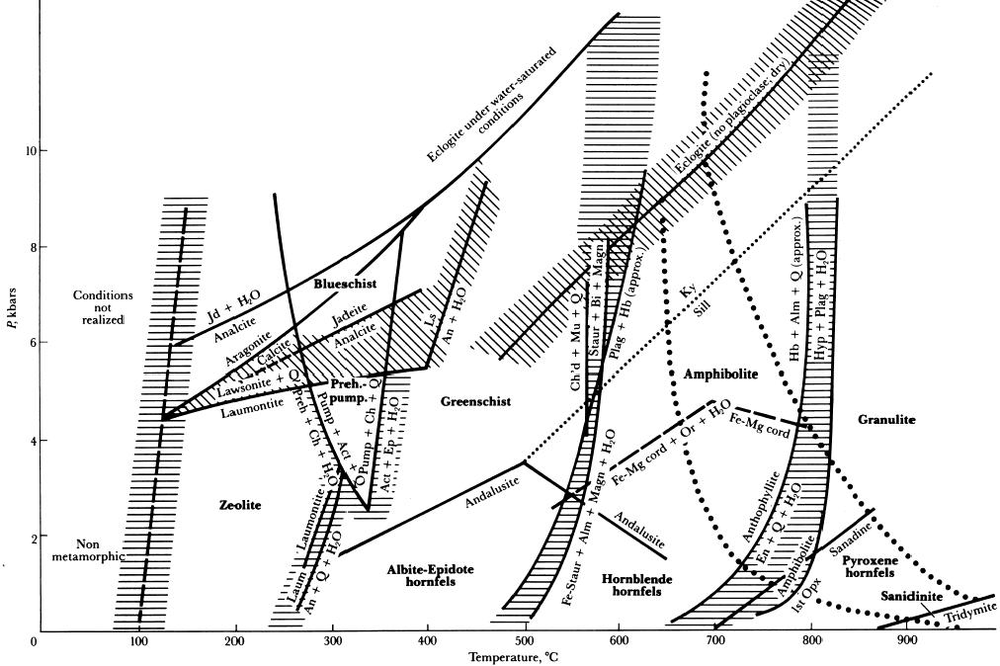 Eclogite under water-saturated
conditions
Eclogite (no plagioclase; dry)
10
8
6
4
2
0
P, kbars
Conditions
not
realized
Non
metamorphic
Jd + H₂O
Analcite
Aragonite
Calcite
Blueschist
Jadeite
Analcite
Lawsonite + Q
Laumontite
Preh.-
pump.
Preh + Ch + H₂O
Pump + Act + Q
Pump + Ch + Q
Act + Ep + H₂O
Ls
An + H₂O
Greenschist
Ch'd + Mu + Q
Staur + Bi + Magn
Plag + Hb (approx.)
Ky
Sill
Amphibolite
Hb + Alm + Q (approx.)
Hyp + Plag + H₂O
Granulite
Fe-Mg cord + Or + H₂O
Fe-Mg cord
Zeolite
Laumontite
Laum
An + Q + H₂O
Andalusite
Andalusite
Albite-Epidote
hornfels
Fe-Staur + Alm + Magn + H₂O
Hornblende
hornfels
Anthophyllite
En + Q + H₂O
Amphibolite
1st Opx
Sanadine
Pyroxene
hornfels
Saniclinite
Tridymite
100
200
300
400
500
600
700
800
900
Temperature, °C